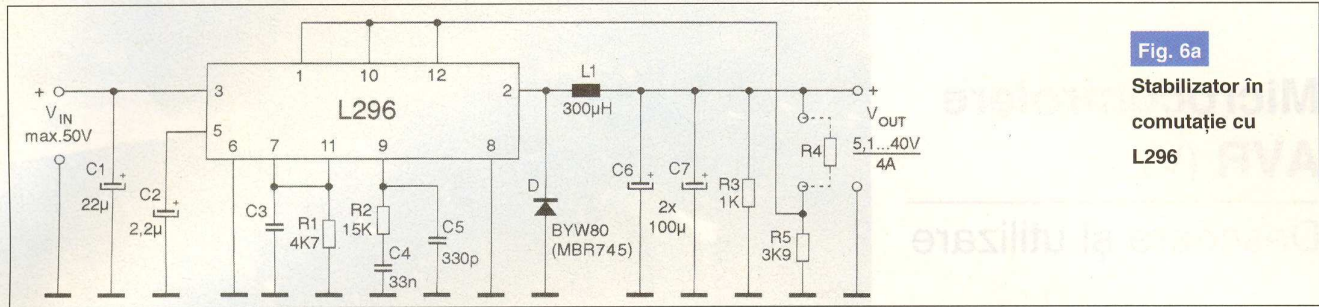 1
10
12
+
3
2
L1
+
V_IN
max.50V
L296
300µH
V_OUT
5
5,1...40V
4A
R4
6
7
11
9
8
C1
+
22µ
C2
+
2,2µ
C3
R1
4K7
R2
15K
C4
33n
C5
330p
D
BYW80
(MBR745)
C6
+
C7
+
2x
100µ
R3
1K
R5
3K9
Fig. 6a
Stabilizator în
comutație cu
L296